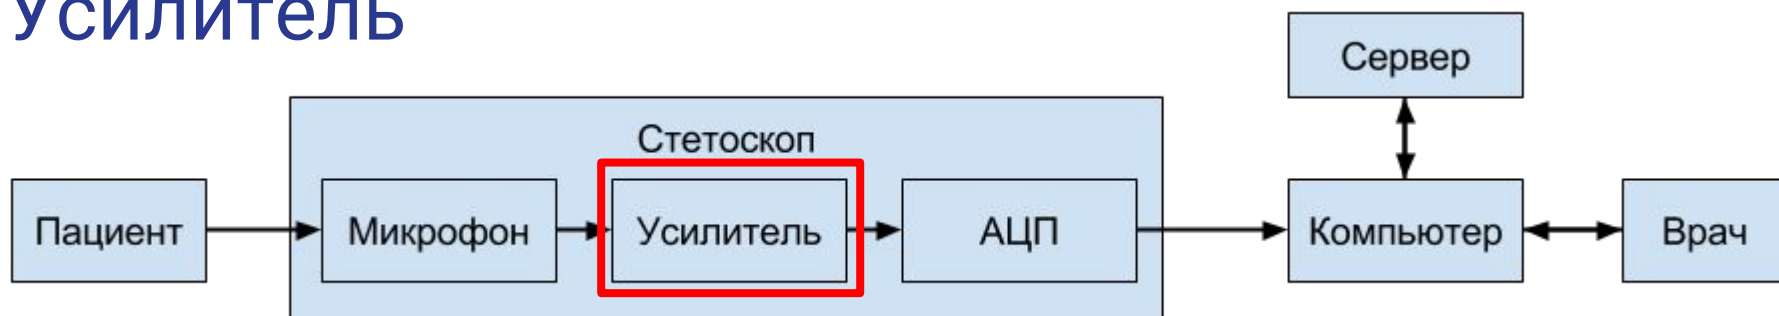 Усилитель
Сервер
Стетоскоп
Пациент
Микрофон
Усилитель
АЦП
Компьютер
Врач